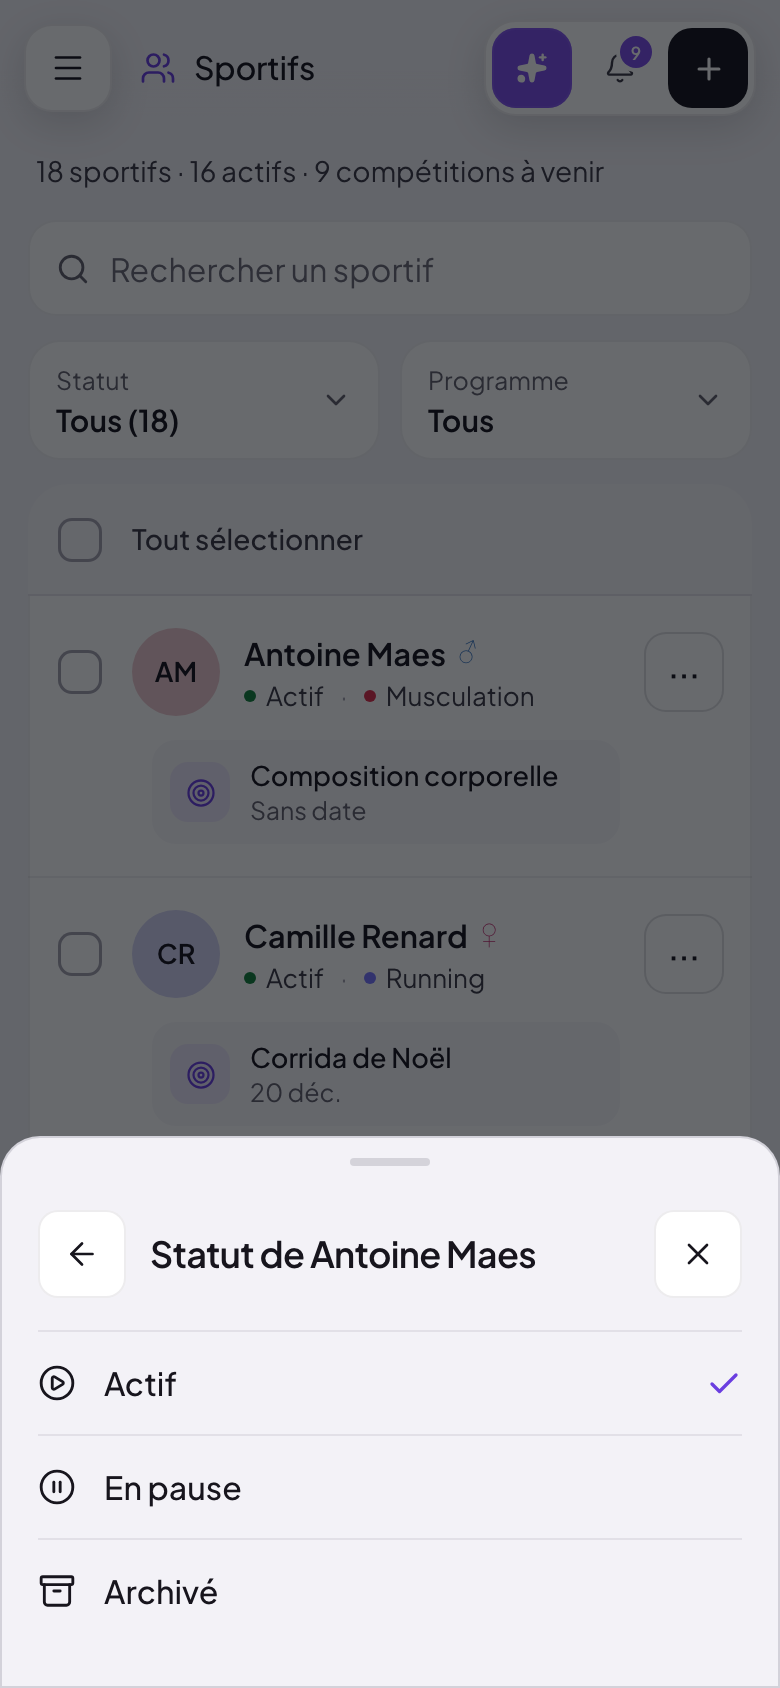 Sportifs
9
18 sportifs · 16 actifs · 9 compétitions à venir
Rechercher un sportif
Statut
Tous (18)
Programme
Tous
Tout sélectionner
AM
Antoine Maes ♂
Actif · Musculation
...
Composition corporelle
Sans date
CR
Camille Renard ♀
Actif · Running
...
Corrida de Noël
20 déc.
Statut de Antoine Maes
Actif
En pause
Archivé